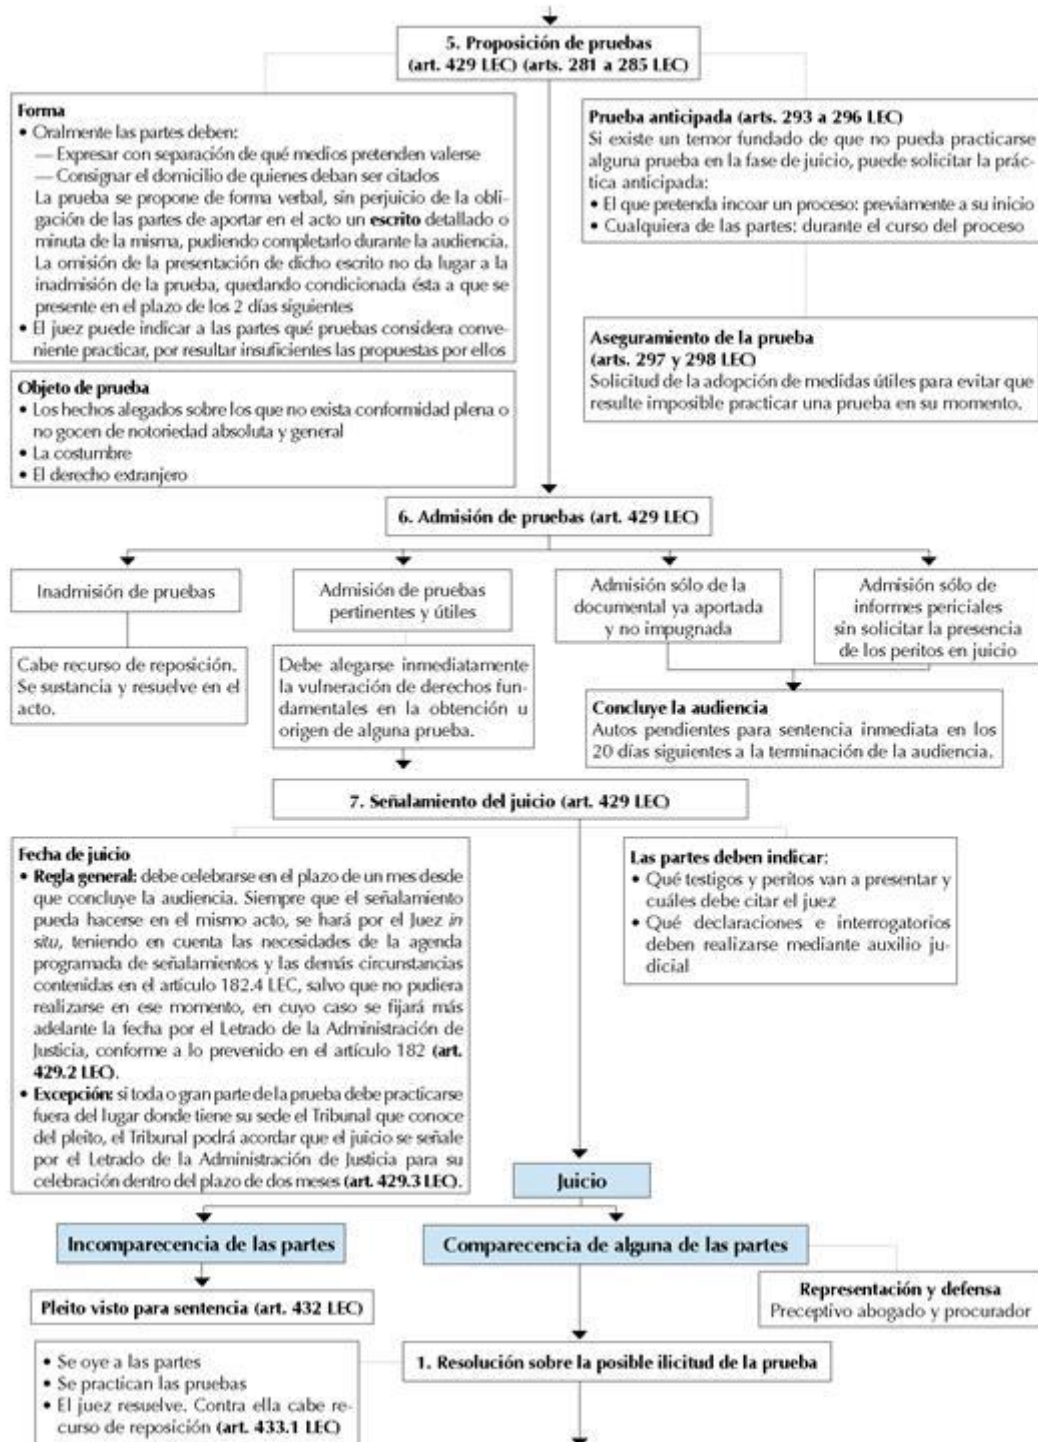 5. Proposición de pruebas
(art. 429 LEC) (arts. 281 a 285 LEC)
Forma
• Oralmente las partes deben:
— Expresar con separación de qué medios pretenden valerse
— Consignar el domicilio de quienes deban ser citados
La prueba se propone de forma verbal, sin perjuicio de la obli-
gación de las partes de aportar en el acto un escrito detallado o
minuta de la misma, pudiendo completarlo durante la audiencia.
La omisión de la presentación de dicho escrito no da lugar a la
inadmisión de la prueba, quedando condicionada ésta a que se
presente en el plazo de los 2 días siguientes
• El juez puede indicar a las partes qué pruebas considera conve-
niente practicar, por resultar insuficientes las propuestas por ellos
Prueba anticipada (arts. 293 a 296 LEC)
Si existe un temor fundado de que no pueda practicarse
alguna prueba en la fase de juicio, puede solicitar la prác-
tica anticipada:
• El que pretenda incoar un proceso: previamente a su inicio
• Cualquiera de las partes: durante el curso del proceso
Aseguramiento de la prueba
(arts. 297 y 298 LEC)
Solicitud de la adopción de medidas útiles para evitar que
resulte imposible practicar una prueba en su momento.
Objeto de prueba
• Los hechos alegados sobre los que no exista conformidad plena o
no gocen de notoriedad absoluta y general
• La costumbre
• El derecho extranjero
6. Admisión de pruebas (art. 429 LEC)
Inadmisión de pruebas
Admisión de pruebas
pertinentes y útiles
Admisión sólo de la
documental ya aportada
y no impugnada
Admisión sólo de
informes periciales
sin solicitar la presencia
de los peritos en juicio
Cabe recurso de reposición.
Se sustancia y resuelve en el
acto.
Debe alegarse inmediatamente
la vulneración de derechos fun-
damentales en la obtención u
origen de alguna prueba.
Concluye la audiencia
Autos pendientes para sentencia inmediata en los
20 días siguientes a la terminación de la audiencia.
7. Señalamiento del juicio (art. 429 LEC)
Fecha de juicio
• Regla general: debe celebrarse en el plazo de un mes desde
que concluye la audiencia. Siempre que el señalamiento
pueda hacerse en el mismo acto, se hará por el Juez in
situ, teniendo en cuenta las necesidades de la agenda
programada de señalamientos y las demás circunstancias
contenidas en el artículo 182.4 LEC, salvo que no pudiera
realizarse en ese momento, en cuyo caso se fijará más
adelante la fecha por el Letrado de la Administración de
Justicia, conforme a lo prevenido en el artículo 182 (art.
429.2 LEC).
• Excepción: si toda o gran parte de la prueba debe practicarse
fuera del lugar donde tiene su sede el Tribunal que conoce
del pleito, el Tribunal podrá acordar que el juicio se señale
por el Letrado de la Administración de Justicia para su
celebración dentro del plazo de dos meses (art. 429.3 LEC).
Las partes deben indicar:
• Qué testigos y peritos van a presentar y
cuáles debe citar el juez
• Qué declaraciones e interrogatorios
deben realizarse mediante auxilio ju-
dicial
Juicio
Incomparecencia de las partes
Comparecencia de alguna de las partes
Pleito visto para sentencia (art. 432 LEC)
Representación y defensa
Preceptivo abogado y procurador
• Se oye a las partes
• Se practican las pruebas
• El juez resuelve. Contra ella cabe re-
curso de reposición (art. 433.1 LEC)
1. Resolución sobre la posible ilicitud de la prueba